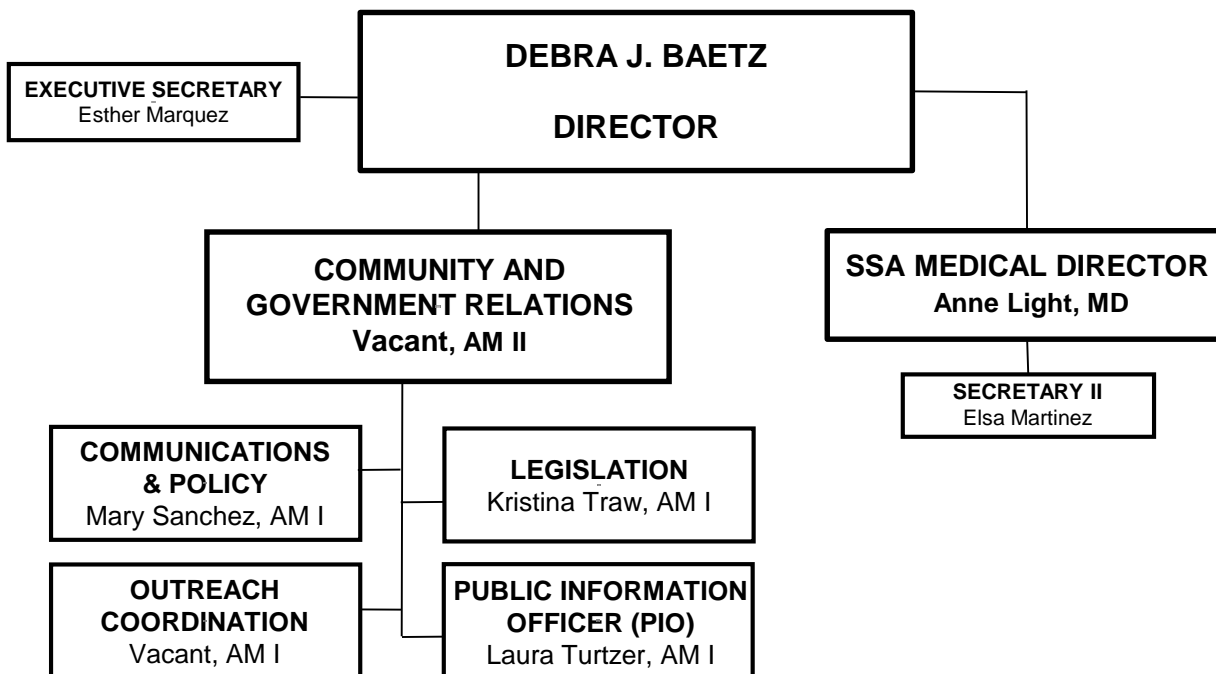 DEBRA J. BAETZ
DIRECTOR
EXECUTIVE SECRETARY
Esther Marquez
COMMUNITY AND
GOVERNMENT RELATIONS
Vacant, AM II
SSA MEDICAL DIRECTOR
Anne Light, MD
SECRETARY II
Elsa Martinez
COMMUNICATIONS
& POLICY
Mary Sanchez, AM I
LEGISLATION
Kristina Traw, AM I
OUTREACH
COORDINATION
Vacant, AM I
PUBLIC INFORMATION
OFFICER (PIO)
Laura Turtzer, AM I